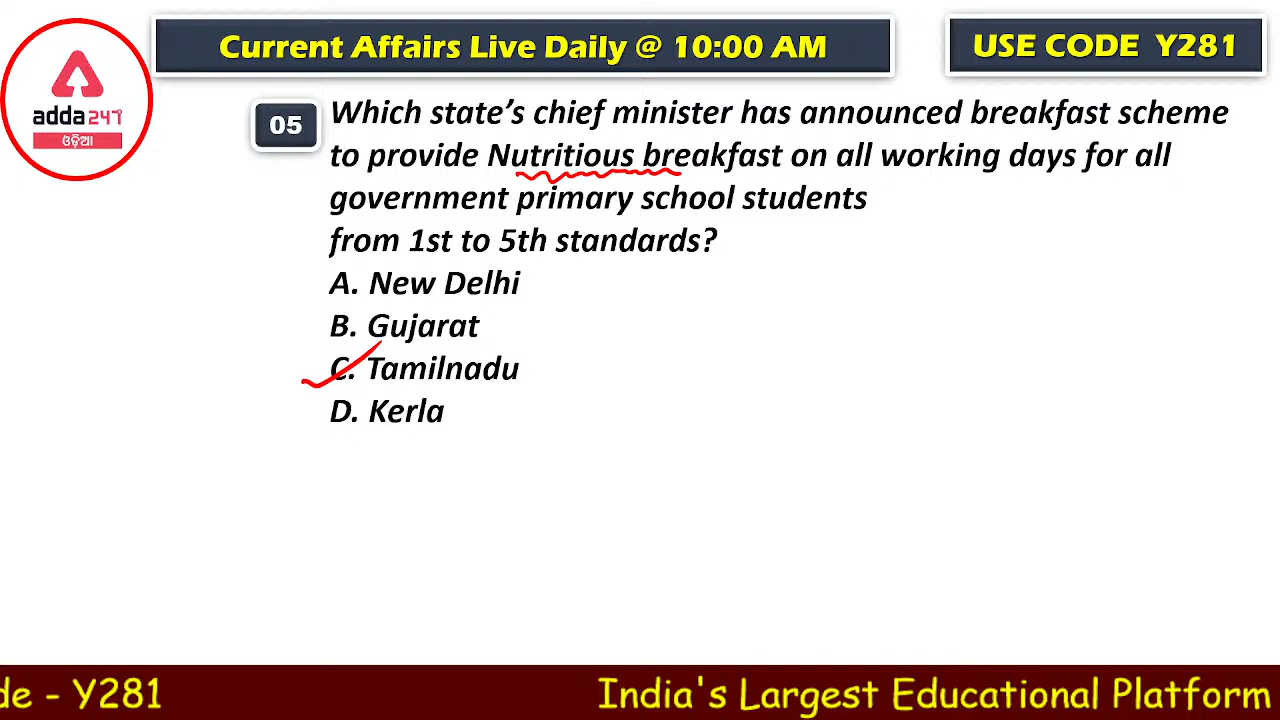 Current Affairs Live Daily @ 10:00 AM
USE CODE Y281
adda247
ଓଡ଼ିଆ
05
Which state's chief minister has announced breakfast scheme
to provide Nutritious breakfast on all working days for all
government primary school students
from 1st to 5th standards?
A. New Delhi
B. Gujarat
C. Tamilnadu
D. Kerla
de - Y281
India's Largest Educational Platform